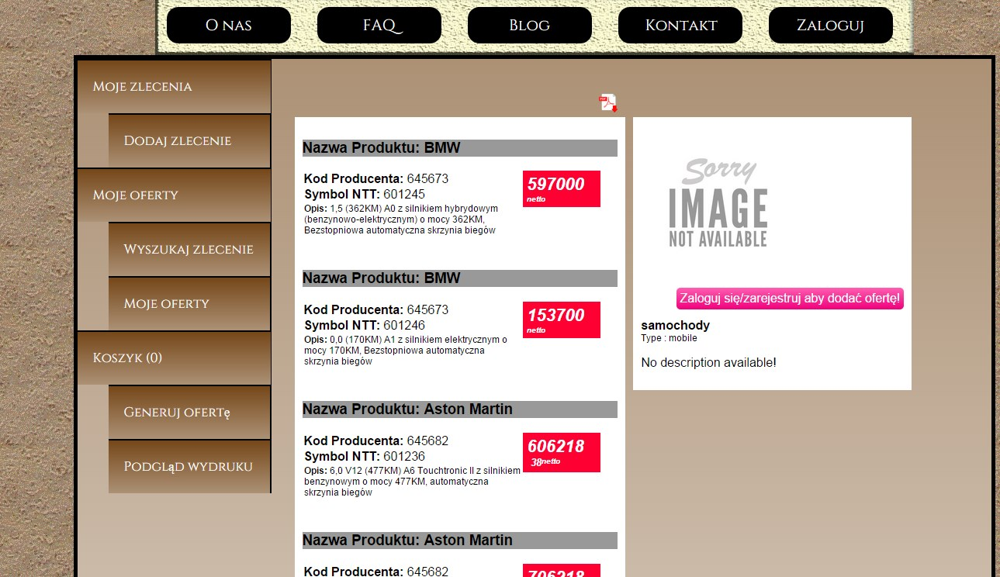 O nas
FAQ
Blog
Kontakt
Zaloguj
Moje zlecenia
Dodaj zlecenie
Moje oferty
Wyszukaj zlecenie
Moje oferty
Koszyk (0)
Generuj ofertę
Podgląd wydruku
PDF
Nazwa Produktu: BMW
Kod Producenta: 645673
Symbol NTT: 601245
Opis: 1,5 (362KM) A0 z silnikiem hybrydowym
(benzynowo-elektrycznym) o mocy 362KM,
Bezstopniowa automatyczna skrzynia biegów
597000
netto
Nazwa Produktu: BMW
Kod Producenta: 645673
Symbol NTT: 601246
Opis: 0,0 (170KM) A1 z silnikiem elektrycznym o
mocy 170KM, Bezstopniowa automatyczna
skrzynia biegów
153700
netto
Nazwa Produktu: Aston Martin
Kod Producenta: 645682
Symbol NTT: 601236
Opis: 6,0 V12 (477KM) A6 Touchtronic II z silnikiem
benzynowym o mocy 477KM, automatyczna
skrzynia biegów
606218
38netto
Nazwa Produktu: Aston Martin
Kod Producenta: 645682
706218
Sorry
IMAGE
NOT AVAILABLE
Zaloguj się/zarejestruj aby dodać ofertę!
samochody
Type : mobile
No description available!